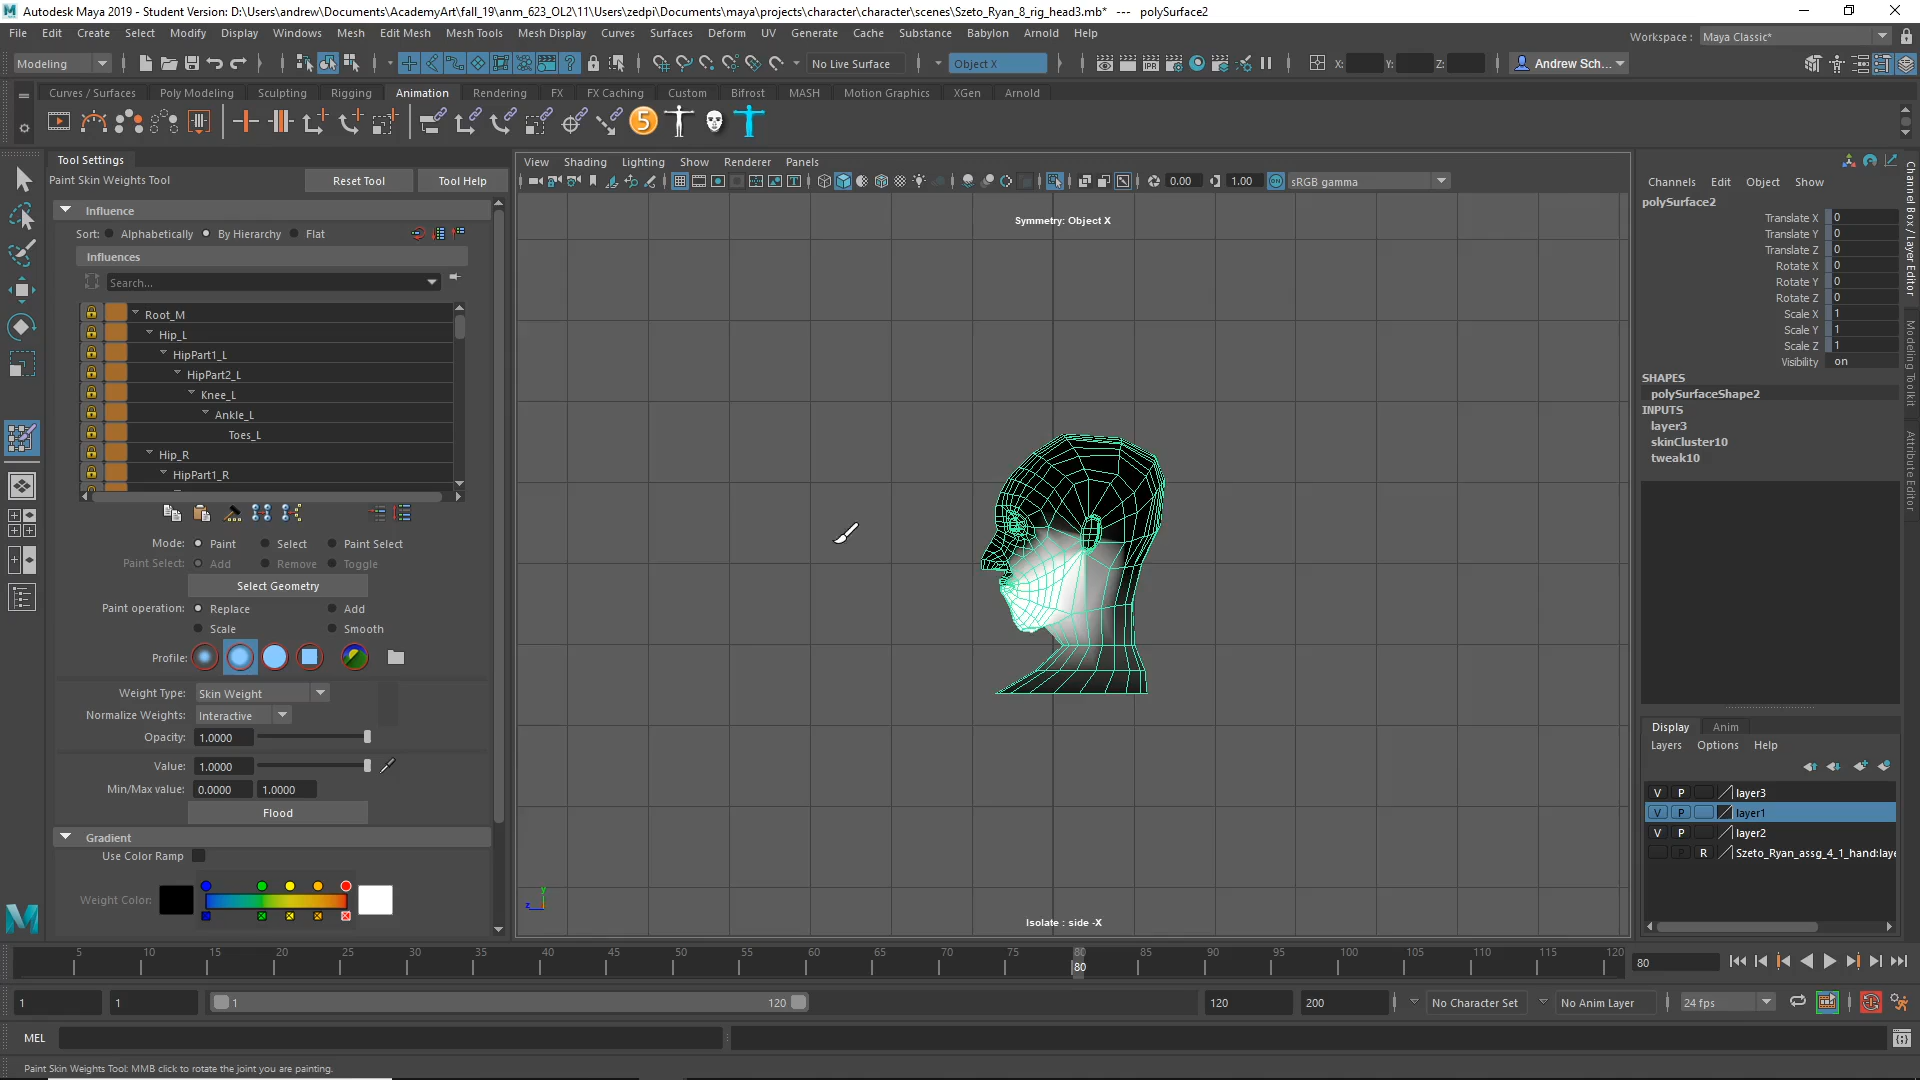 Autodesk Maya 2019 - Student Version: D:\Users\andrew\Documents\AcademyArt\fall_19\anm_623_OL2\11\Users\zedpi\Documents\maya\projects\character\character\scenes\Szeto_Ryan_8_rig_head3.mb* --- polySurface2
File Edit Create Select Modify Display Windows Mesh Edit Mesh Mesh Tools Mesh Display Curves Surfaces Deform UV Generate Cache Substance Babylon Arnold Help
Workspace : Maya Classic*
Modeling No Live Surface Object X X: Y: Z: Andrew Sch...
Curves / Surfaces Poly Modeling Sculpting Rigging Animation Rendering FX FX Caching Custom Bifrost MASH Motion Graphics XGen Arnold
IPR
5
Tool Settings
Paint Skin Weights Tool Reset Tool Tool Help
Influence
Sort: Alphabetically By Hierarchy Flat
Influences
Search...
Root_M
Hip_L
HipPart1_L
HipPart2_L
Knee_L
Ankle_L
Toes_L
Hip_R
HipPart1_R
Mode: Paint Select Paint Select
Paint Select: Add Remove Toggle
Select Geometry
Paint operation: Replace Add
Scale Smooth
Profile:
Weight Type: Skin Weight
Normalize Weights: Interactive
Opacity: 1.0000
Value: 1.0000
Min/Max value: 0.0000 1.0000
Flood
Gradient
Use Color Ramp
Weight Color:
View Shading Lighting Show Renderer Panels
0.00 1.00 sRGB gamma
Symmetry: Object X
y
z
Isolate : side -X
Channels Edit Object Show
polySurface2
Translate X 0
Translate Y 0
Translate Z 0
Rotate X 0
Rotate Y 0
Rotate Z 0
Scale X 1
Scale Y 1
Scale Z 1
Visibility on
SHAPES
polySurfaceShape2
INPUTS
layer3
skinCluster10
tweak10
Display Anim
Layers Options Help
V P layer3
V P layer1
V P layer2
P R Szeto_Ryan_assg_4_1_hand:laye
Channel Box / Layer Editor
Modeling Toolkit
Attribute Editor
5 10 15 20 25 30 35 40 45 50 55 60 65 70 75 80 85 90 95 100 105 110 115 120
80
80
1 1 1 120 120 200 No Character Set No Anim Layer 24 fps
MEL
Paint Skin Weights Tool: MMB click to rotate the joint you are painting.